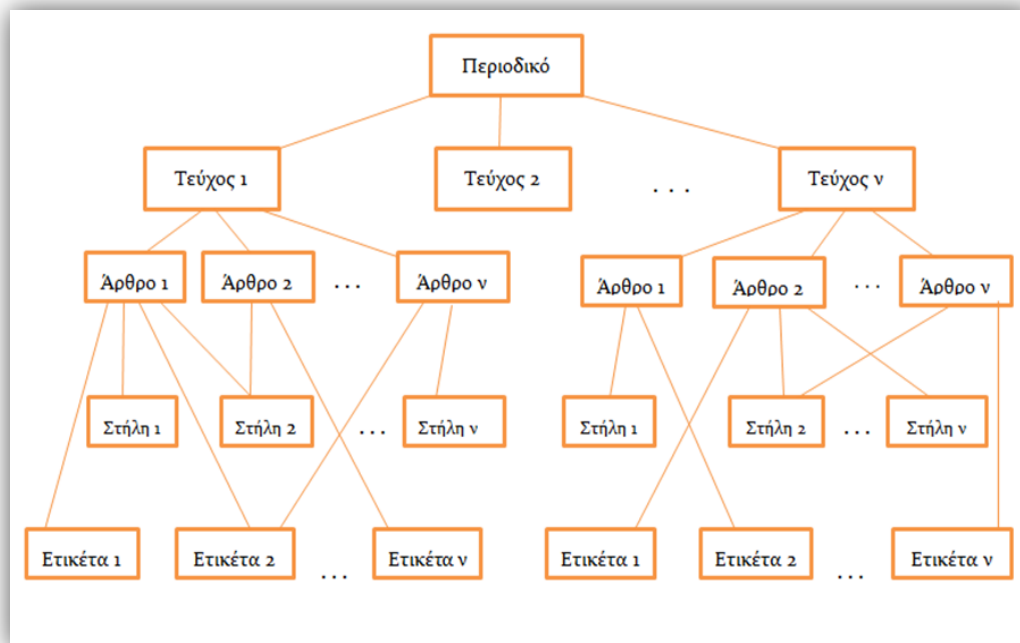 Περιοδικό
Τεύχος 1 Τεύχος 2 . . . Τεύχος ν
Άρθρο 1 Άρθρο 2 ... Άρθρο ν Άρθρο 1 Άρθρο 2 ... Άρθρο ν
Στήλη 1 Στήλη 2 ... Στήλη ν Στήλη 1 Στήλη 2 ... Στήλη ν
Ετικέτα 1 Ετικέτα 2 ... Ετικέτα ν Ετικέτα 1 Ετικέτα 2 ... Ετικέτα ν